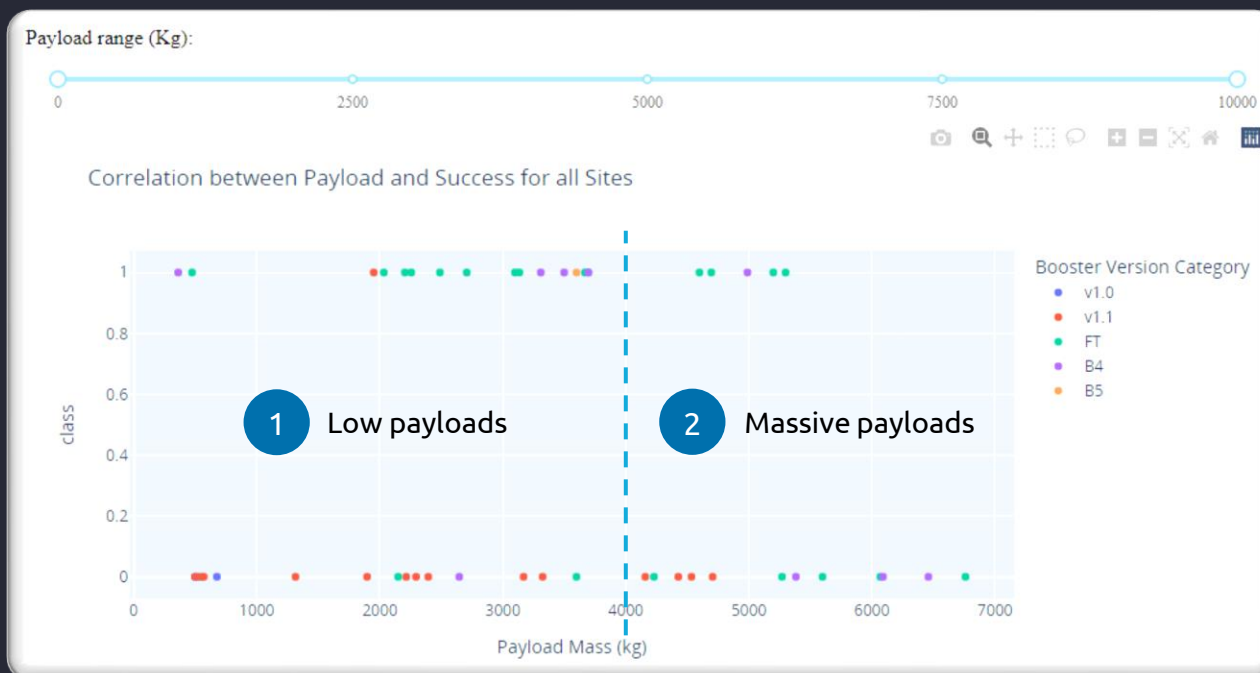 Payload range (Kg):
0 2500 5000 7500 10000
Correlation between Payload and Success for all Sites
Booster Version Category
v1.0
v1.1
FT
B4
B5
class
1
0.8
0.6
0.4
0.2
0
1 Low payloads
2 Massive payloads
0 1000 2000 3000 4000 5000 6000 7000
Payload Mass (kg)